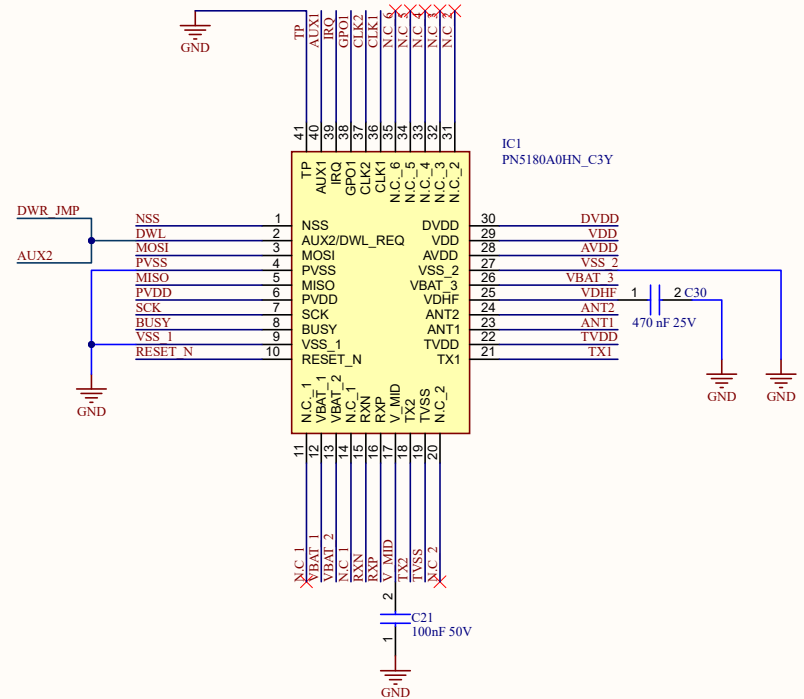 GND
TP
AUX1
IRQ
GPO1
CLK2
CLK1
N.C_6
N.C_5
N.C_4
N.C_3
N.C_2
41
40
39
38
37
36
35
34
33
32
31
IC1
PN5180A0HN_C3Y
TP
AUX1
IRQ
GPO1
CLK2
CLK1
N.C._6
N.C._5
N.C._4
N.C._3
N.C._2
DWR_JMP
AUX2
NSS 1 NSS
DWL 2 AUX2/DWL_REQ
MOSI 3 MOSI
PVSS 4 PVSS
MISO 5 MISO
PVDD 6 PVDD
SCK 7 SCK
BUSY 8 BUSY
VSS_1 9 VSS_1
RESET_N 10 RESET_N
DVDD 30 DVDD
VDD 29 VDD
AVDD 28 AVDD
VSS_2 27 VSS_2
VBAT_3 26 VBAT_3
VDHF 25 VDHF
ANT2 24 ANT2
ANT1 23 ANT1
TVDD 22 TVDD
TX1 21 TX1
1 2 C30
470 nF 25V
GND
GND
GND
N.C._1
VBAT_1
VBAT_2
N.C_1
RXN
RXP
V_MID
TX2
TVSS
N.C_2
11
12
13
14
15
16
17
18
19
20
N.C_1
VBAT_1
VBAT_2
N.C_1
RXN
RXP
V_MID
TX2
TVSS
N.C_2
2
C21
100nF 50V
1
GND